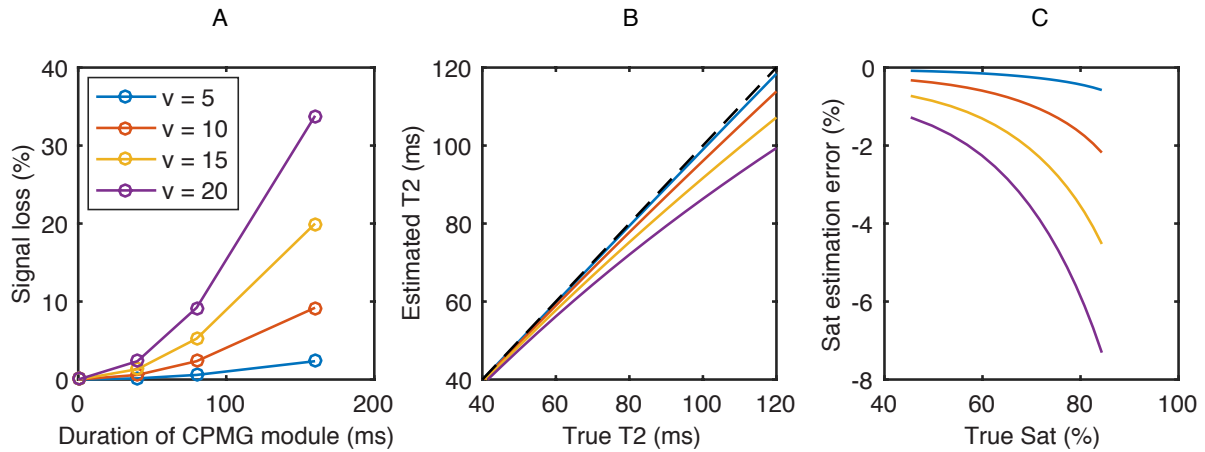 A
B
C
40
30
20
10
0
Signal loss (%)
v = 5
v = 10
v = 15
v = 20
0
100
200
Duration of CPMG module (ms)
120
100
80
60
40
Estimated T2 (ms)
40
60
80
100
120
True T2 (ms)
0
-2
-4
-6
-8
Sat estimation error (%)
40
60
80
100
True Sat (%)